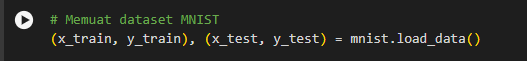 # Memuat dataset MNIST
(x_train, y_train), (x_test, y_test) = mnist.load_data()